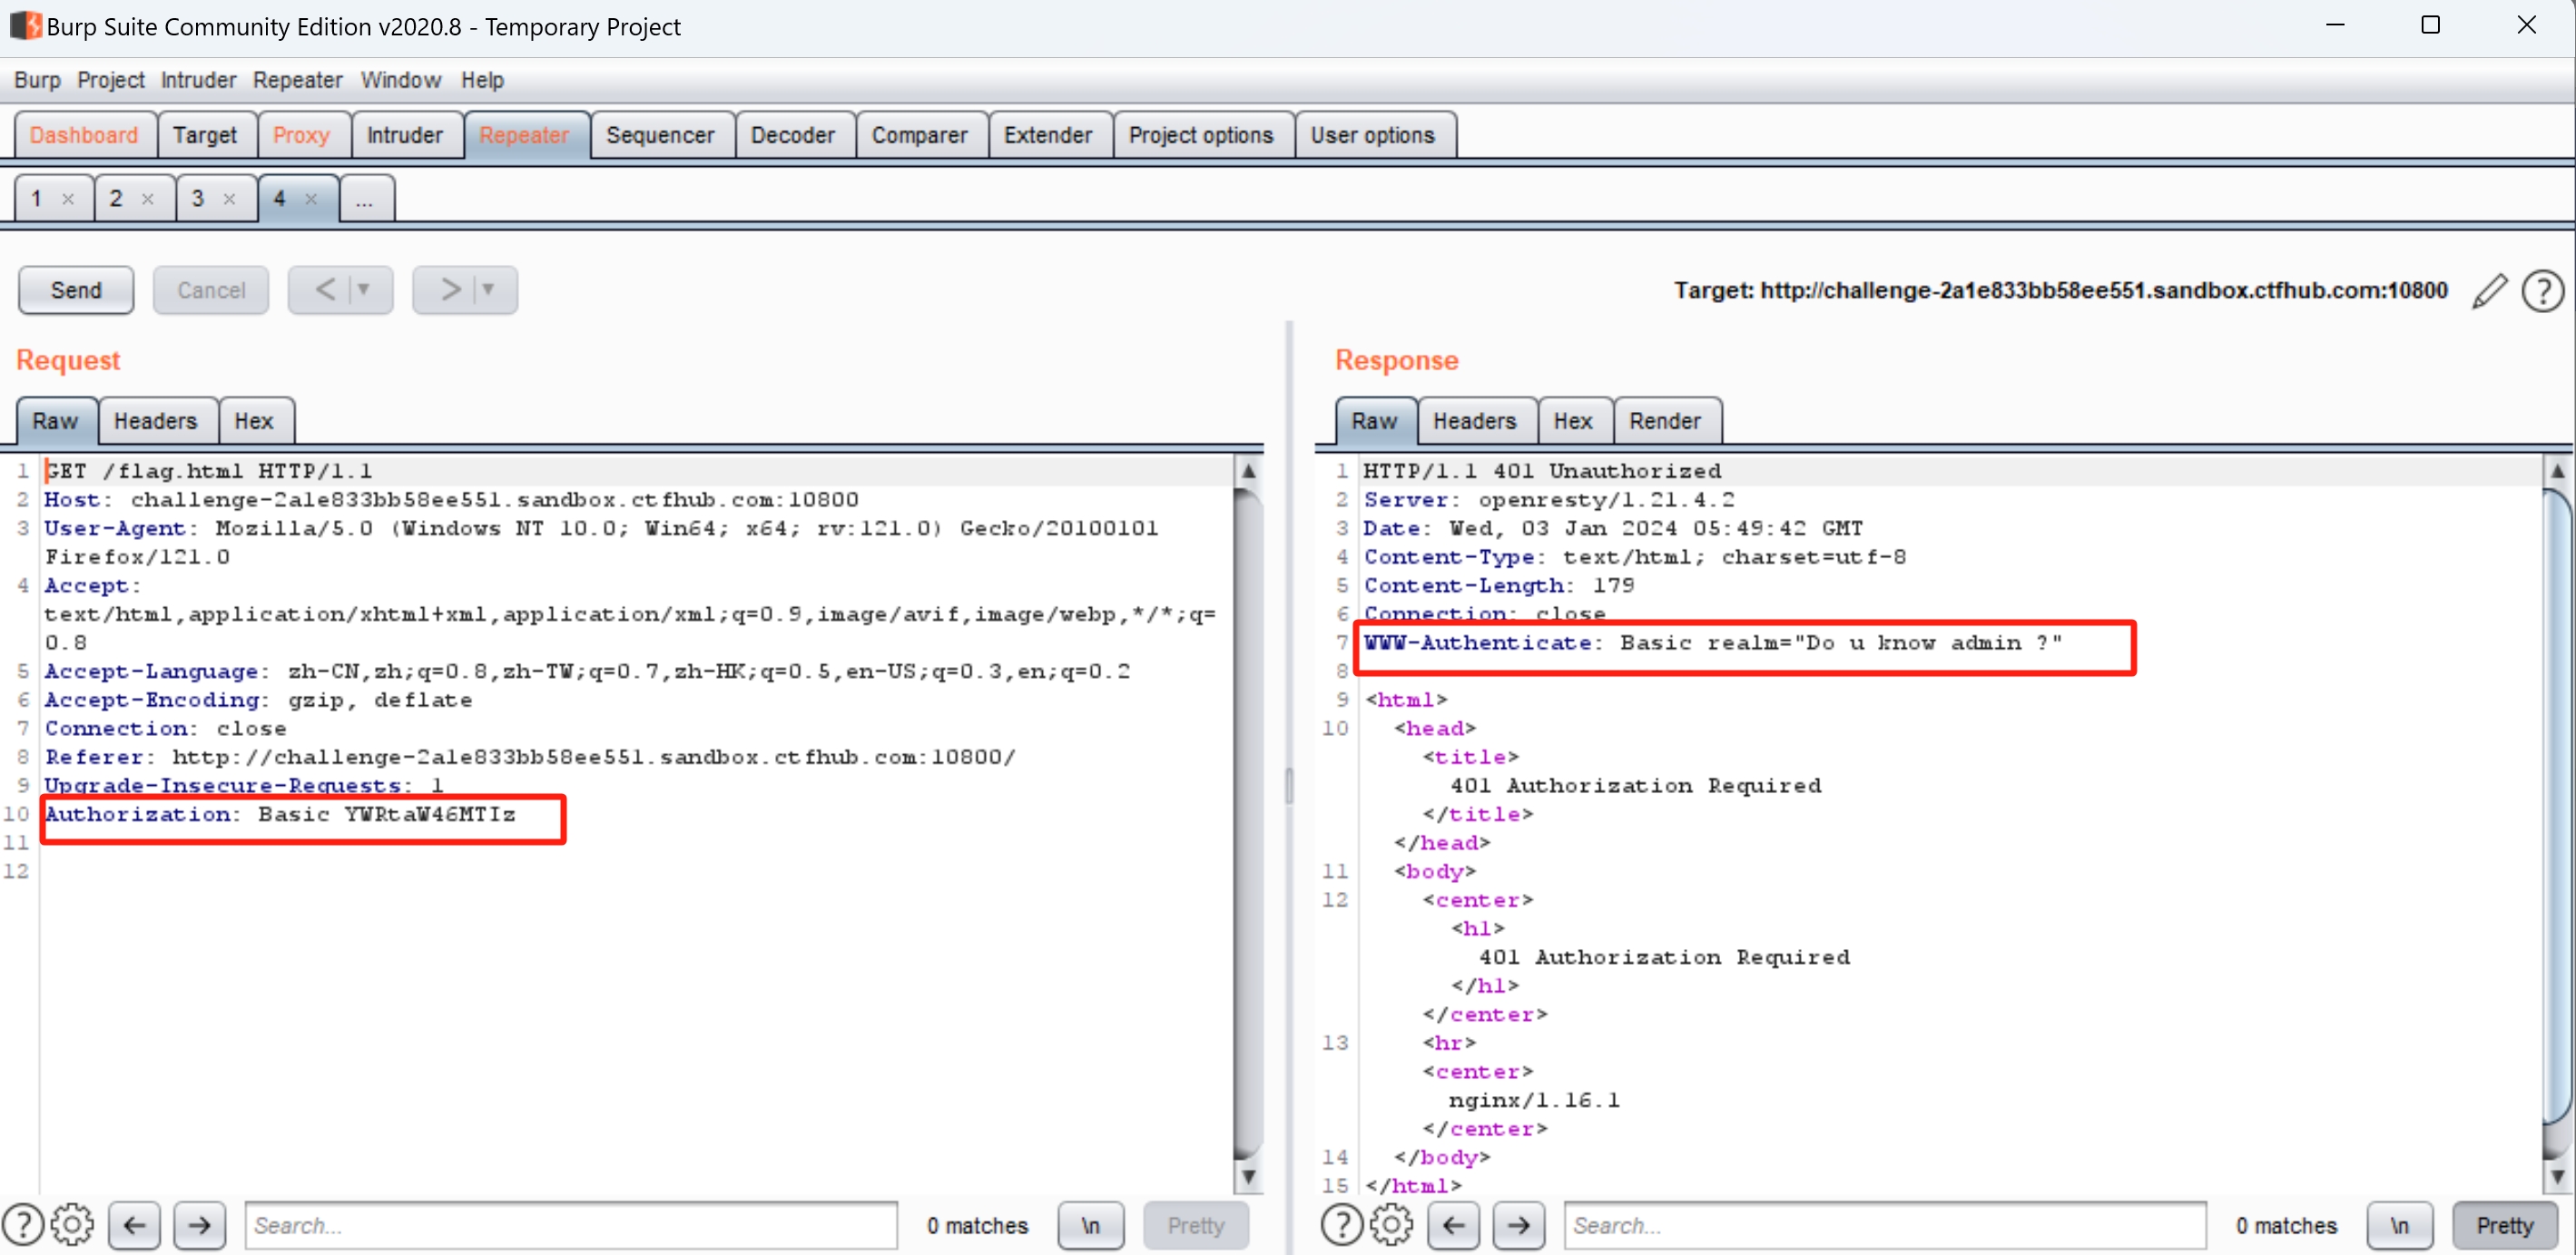 Burp Suite Community Edition v2020.8 - Temporary Project
Burp Project Intruder Repeater Window Help
Dashboard Target Proxy Intruder Repeater Sequencer Decoder Comparer Extender Project options User options
1 × 2 × 3 × 4 × ...
Send Cancel < > Target: http://challenge-2a1e833bb58ee551.sandbox.ctfhub.com:10800 ?
Request
Raw Headers Hex
1 GET /flag.html HTTP/1.1
2 Host: challenge-2a1e833bb58ee551.sandbox.ctfhub.com:10800
3 User-Agent: Mozilla/5.0 (Windows NT 10.0; Win64; x64; rv:121.0) Gecko/20100101
Firefox/121.0
4 Accept:
text/html,application/xhtml+xml,application/xml;q=0.9,image/avif,image/webp,*/*;q=
0.8
5 Accept-Language: zh-CN,zh;q=0.8,zh-TW;q=0.7,zh-HK;q=0.5,en-US;q=0.3,en;q=0.2
6 Accept-Encoding: gzip, deflate
7 Connection: close
8 Referer: http://challenge-2a1e833bb58ee551.sandbox.ctfhub.com:10800/
9 Upgrade-Insecure-Requests: 1
10 Authorization: Basic YWRtaW46MTIz
11
12
? Search... 0 matches \n Pretty
Response
Raw Headers Hex Render
1 HTTP/1.1 401 Unauthorized
2 Server: openresty/1.21.4.2
3 Date: Wed, 03 Jan 2024 05:49:42 GMT
4 Content-Type: text/html; charset=utf-8
5 Content-Length: 179
6 Connection: close
7 WWW-Authenticate: Basic realm="Do u know admin ?"
8
9 <html>
10 <head>
<title>
401 Authorization Required
</title>
</head>
11 <body>
12 <center>
<h1>
401 Authorization Required
</h1>
</center>
13 <hr>
<center>
nginx/1.16.1
</center>
14 </body>
15 </html>
? Search... 0 matches \n Pretty